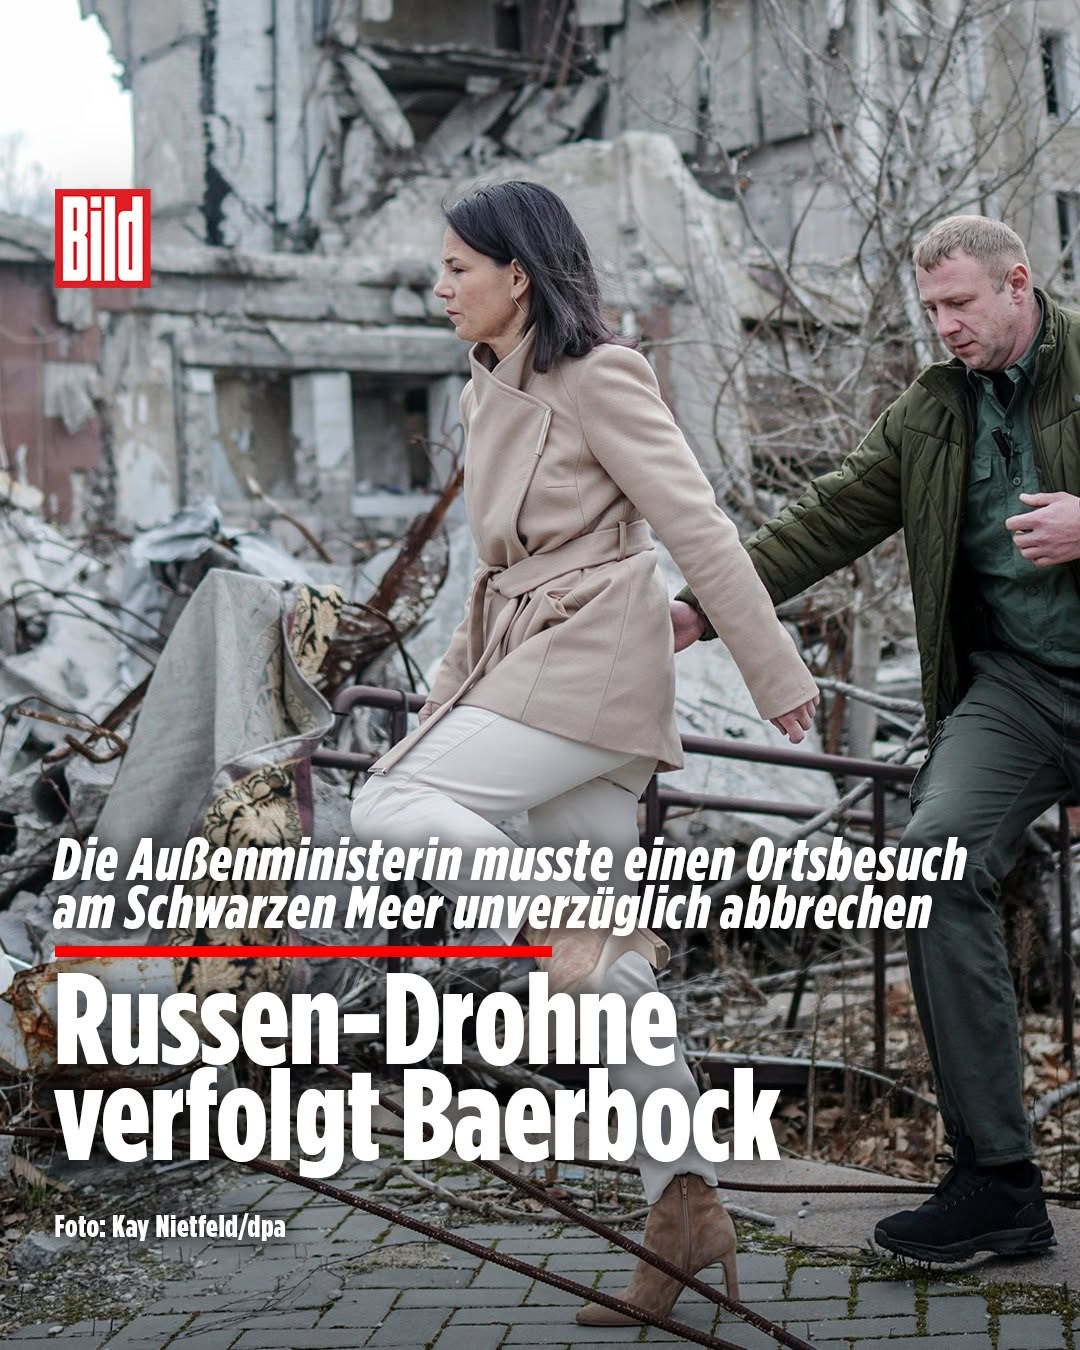 Bild
Die Außenministerin musste einen Ortsbesuch
am Schwarzen Meer unverzüglich abbrechen
Russen-Drohne
verfolgt Baerbock
Foto: Kay Nietfeld/dpa